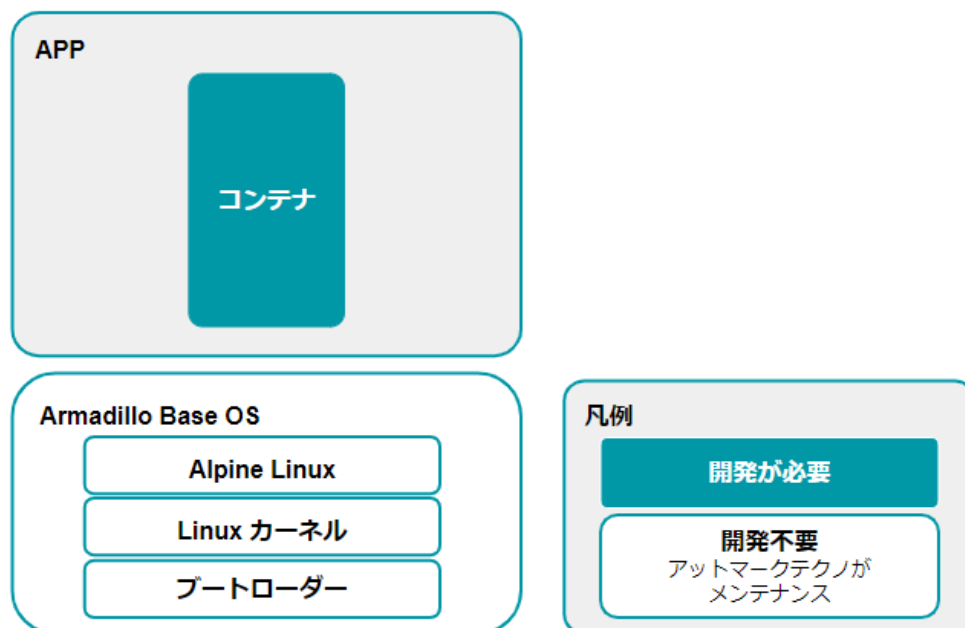 APP
コンテナ
Armadillo Base OS
Alpine Linux
Linux カーネル
ブートローダー
凡例
開発が必要
開発不要
アットマークテクノが
メンテナンス